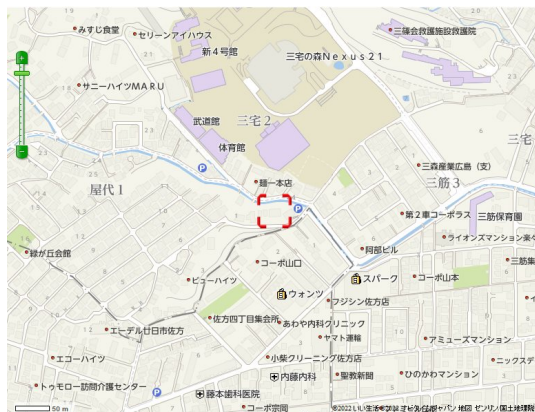 みすじ食堂
セリーンアイハウス
新4号館
三宅の森Nexus21
三篠会救護施設救護院
サニーハイツMARU
武道館
三宅2
体育館
三宅
三森産業広島(支)
麺一本店
屋代1
三筋3
第2車コーポラス
三筋保育園
ライオンズマンション楽々
緑が丘会館
阿部ビル
コーポ山口
三筋集
ビューハイツ
スパーク
コーポ山本
ウォンツ
フジシン佐方店
佐方四丁目集会所
あわや内科クリニック
エーデル廿日市佐方
ヤマト運輸
アミューズマンション
エコーハイツ
小柴クリーニング佐方店
ニックスデ
トゥモロー訪問介護センター
内藤内科
聖教新聞
ひのかわマンション
藤本歯科医院
50 m
コーポ宗岡